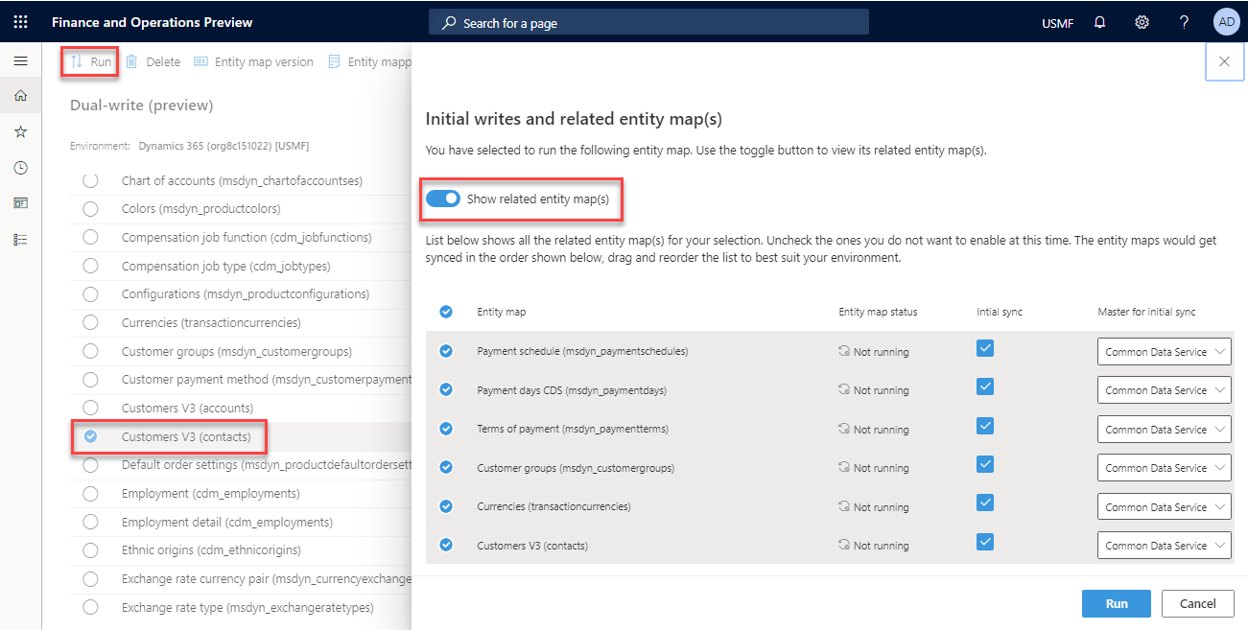 Finance and Operations Preview
Search for a page
USMF
?
AD
Run
Delete
Entity map version
Entity mapp
Dual-write (preview)
Environment: Dynamics 365 (org8c151022) [USMF]
Chart of accounts (msdyn_chartofaccountses)
Colors (msdyn_productcolors)
Compensation job function (cdm_jobfunctions)
Compensation job type (cdm_jobtypes)
Configurations (msdyn_productconfigurations)
Currencies (transactioncurrencies)
Customer groups (msdyn_customergroups)
Customer payment method (msdyn_customerpayment
Customers V3 (accounts)
Customers V3 (contacts)
Default order settings (msdyn_productdefaultordersett
Employment (cdm_employments)
Employment detail (cdm_employments)
Ethnic origins (cdm_ethnicorigins)
Exchange rate currency pair (msdyn_currencyexchange
Exchange rate type (msdyn_exchangeratetypes)
Initial writes and related entity map(s)
You have selected to run the following entity map. Use the toggle button to view its related entity map(s).
Show related entity map(s)
List below shows all the related entity map(s) for your selection. Uncheck the ones you do not want to enable at this time. The entity maps would get
synced in the order shown below, drag and reorder the list to best suit your environment.
Entity map Entity map status Intial sync Master for initial sync
Payment schedule (msdyn_paymentschedules) Not running Common Data Service
Payment days CDS (msdyn_paymentdays) Not running Common Data Service
Terms of payment (msdyn_paymentterms) Not running Common Data Service
Customer groups (msdyn_customergroups) Not running Common Data Service
Currencies (transactioncurrencies) Not running Common Data Service
Customers V3 (contacts) Not running Common Data Service
Run
Cancel